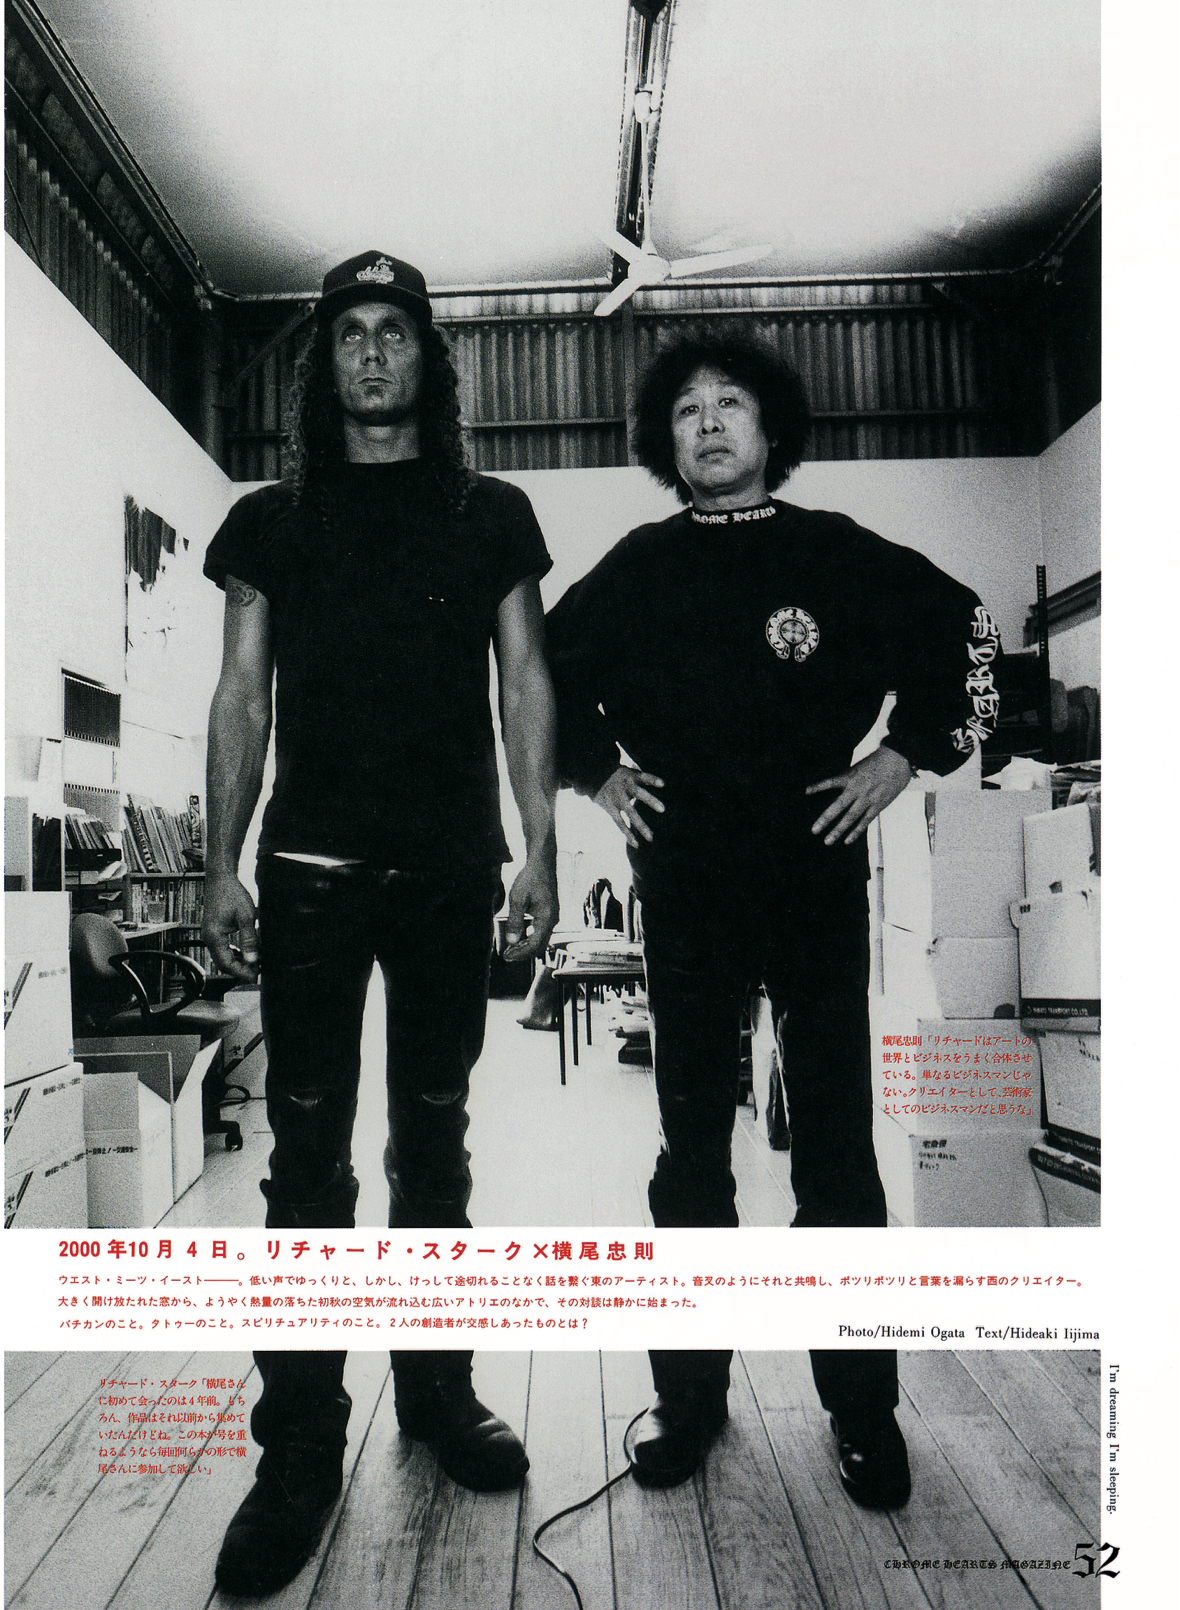 ROME HEARTS
HEARTS
横尾忠則「リチャードはアートの
世界とビジネスをうまく合体させ
ている。単なるビジネスマンじゃ
ない。クリエイターとして、芸術家
としてのビジネスマンだと思うな」
宅急便
2000年10月4日。リチャード・スターク×横尾忠則
ウエスト・ミーツ・イースト───。低い声でゆっくりと、しかし、けっして途切れることなく話を繫ぐ東のアーティスト。音叉のようにそれと共鳴し、ポツリポツリと言葉を漏らす西のクリエイター。
大きく開け放たれた窓から、ようやく熱量の落ちた初秋の空気が流れ込む広いアトリエのなかで、その対談は静かに始まった。
バチカンのこと。タトゥーのこと。スピリチュアリティのこと。2人の創造者が交感しあったものとは？
Photo/Hidemi Ogata Text/Hideaki Iijima
リチャード・スターク「横尾さん
に初めて会ったのは4年前。もち
ろん、作品はそれ以前から集めて
いたんだけどね。この本が号を重
ねるようなら毎回何らかの形で横
尾さんに参加して欲しい」
I'm dreaming I'm sleeping.
CHROME HEARTS MAGAZINE 52